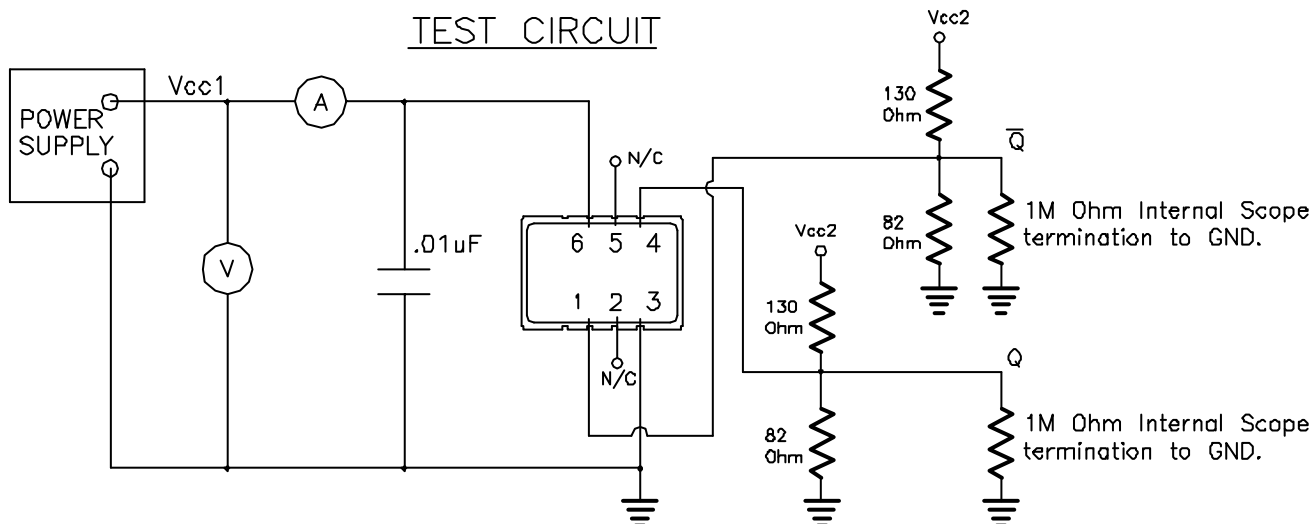 TEST CIRCUIT
Vcc2
Vcc1
POWER
SUPPLY
A
130
Ohm
Q̅
N/C
6 5 4
.01uF
V
82
Ohm
1M Ohm Internal Scope
termination to GND.
Vcc2
1 2 3
130
Ohm
N/C
Q
82
Ohm
1M Ohm Internal Scope
termination to GND.